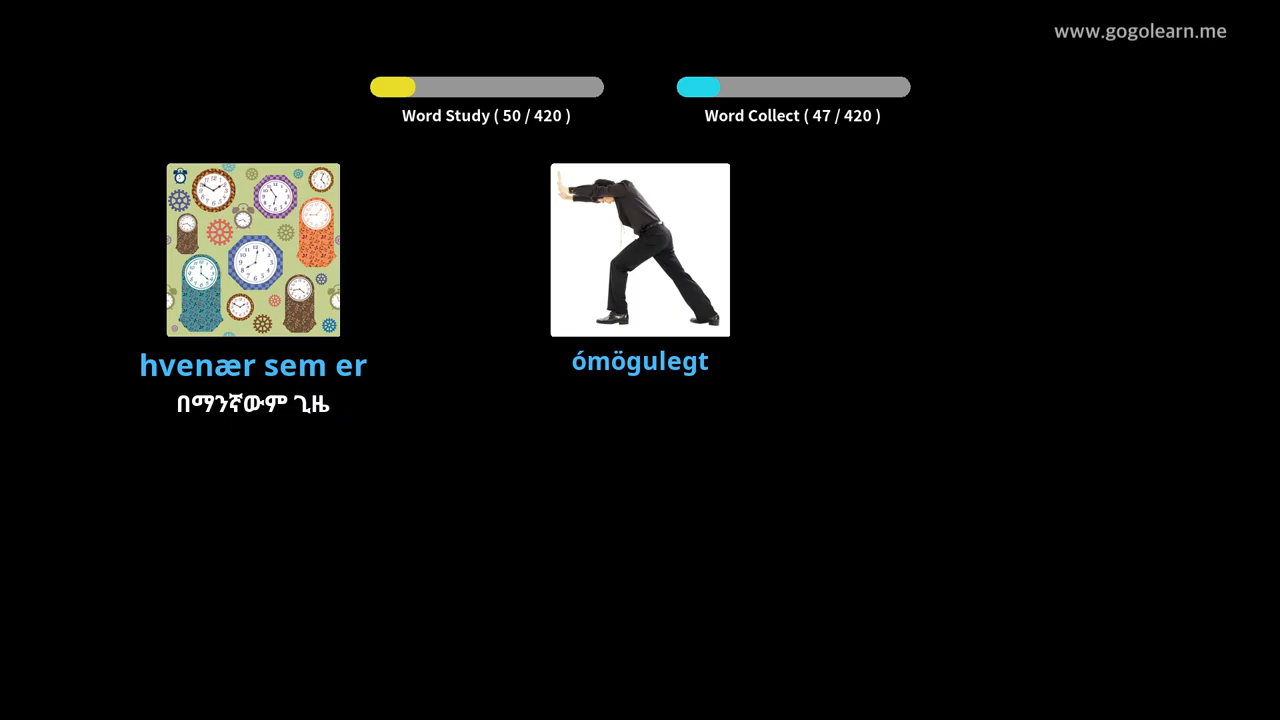 www.gogolearn.me
Word Study ( 50 / 420 )
Word Collect ( 47 / 420 )
hvenær sem er
በማንኛውም ጊዜ
ómögulegt